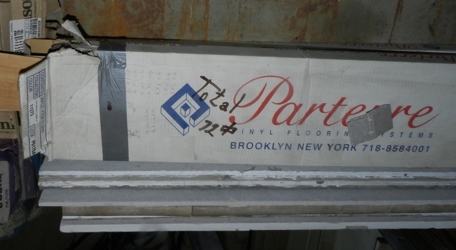 Total
Parterre
VINYL FLOORING SYSTEMS
BROOKLYN NEW YORK 718-8584001